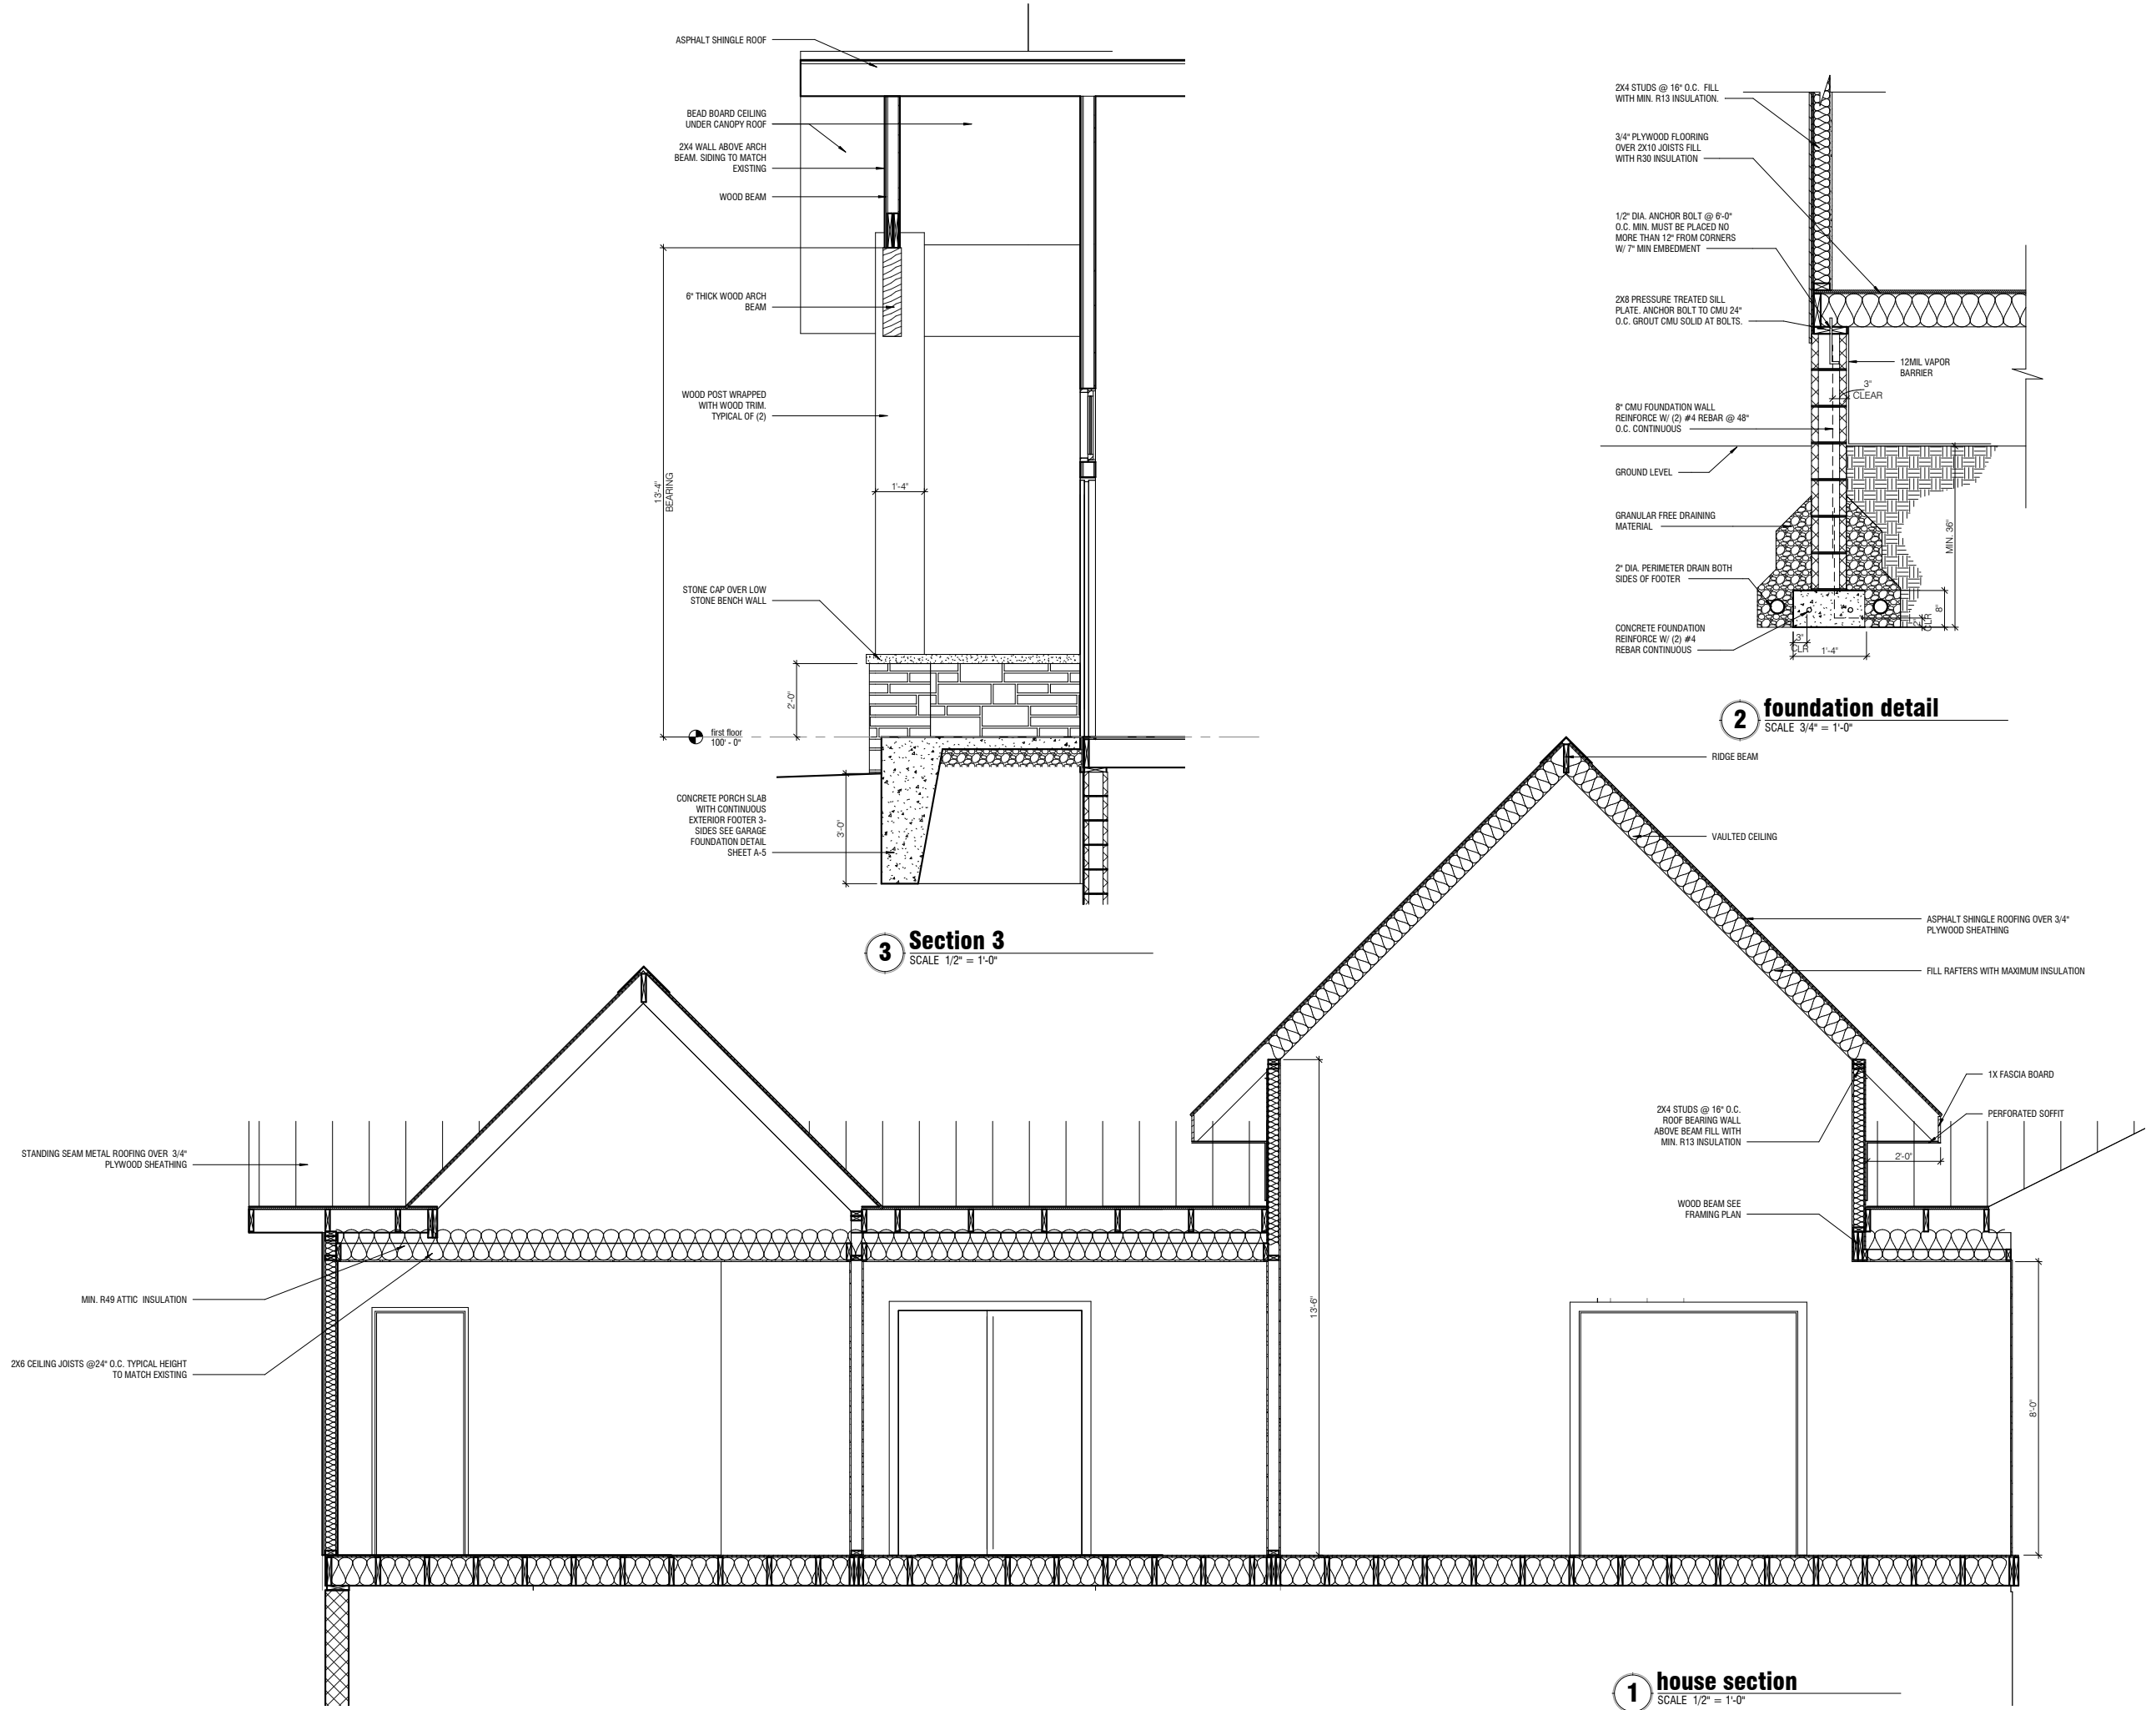 ASPHALT SHINGLE ROOF
BEAD BOARD CEILING
UNDER CANOPY ROOF
2X4 WALL ABOVE ARCH
BEAM. SIDING TO MATCH
EXISTING
WOOD BEAM
6" THICK WOOD ARCH
BEAM
WOOD POST WRAPPED
WITH WOOD TRIM.
TYPICAL OF (2)
13'-4"
BEARING
1'-4"
STONE CAP OVER LOW
STONE BENCH WALL
2'-0"
first floor
100' - 0"
CONCRETE PORCH SLAB
WITH CONTINUOUS
EXTERIOR FOOTER 3-
SIDES SEE GARAGE
FOUNDATION DETAIL
SHEET A-5
3'-0"
3 Section 3
SCALE 1/2" = 1'-0"
2X4 STUDS @ 16" O.C. FILL
WITH MIN. R13 INSULATION.
3/4" PLYWOOD FLOORING
OVER 2X10 JOISTS FILL
WITH R30 INSULATION
1/2" DIA. ANCHOR BOLT @ 6'-0"
O.C. MIN. MUST BE PLACED NO
MORE THAN 12" FROM CORNERS
W/ 7" MIN EMBEDMENT
2X8 PRESSURE TREATED SILL
PLATE. ANCHOR BOLT TO CMU 24"
O.C. GROUT CMU SOLID AT BOLTS.
12MIL VAPOR
BARRIER
3"
CLEAR
8" CMU FOUNDATION WALL
REINFORCE W/ (2) #4 REBAR @ 48"
O.C. CONTINUOUS
GROUND LEVEL
GRANULAR FREE DRAINING
MATERIAL
MIN. 36"
2" DIA. PERIMETER DRAIN BOTH
SIDES OF FOOTER
8"
CLR
CONCRETE FOUNDATION
REINFORCE W/ (2) #4
REBAR CONTINUOUS
3"
CLR
1'-4"
2 foundation detail
SCALE 3/4" = 1'-0"
RIDGE BEAM
VAULTED CEILING
ASPHALT SHINGLE ROOFING OVER 3/4"
PLYWOOD SHEATHING
FILL RAFTERS WITH MAXIMUM INSULATION
1X FASCIA BOARD
2X4 STUDS @ 16" O.C.
ROOF BEARING WALL
ABOVE BEAM FILL WITH
MIN. R13 INSULATION
PERFORATED SOFFIT
2'-0"
WOOD BEAM SEE
FRAMING PLAN
STANDING SEAM METAL ROOFING OVER 3/4"
PLYWOOD SHEATHING
MIN. R49 ATTIC INSULATION
2X6 CEILING JOISTS @24" O.C. TYPICAL HEIGHT
TO MATCH EXISTING
13'-6"
8'-0"
1 house section
SCALE 1/2" = 1'-0"